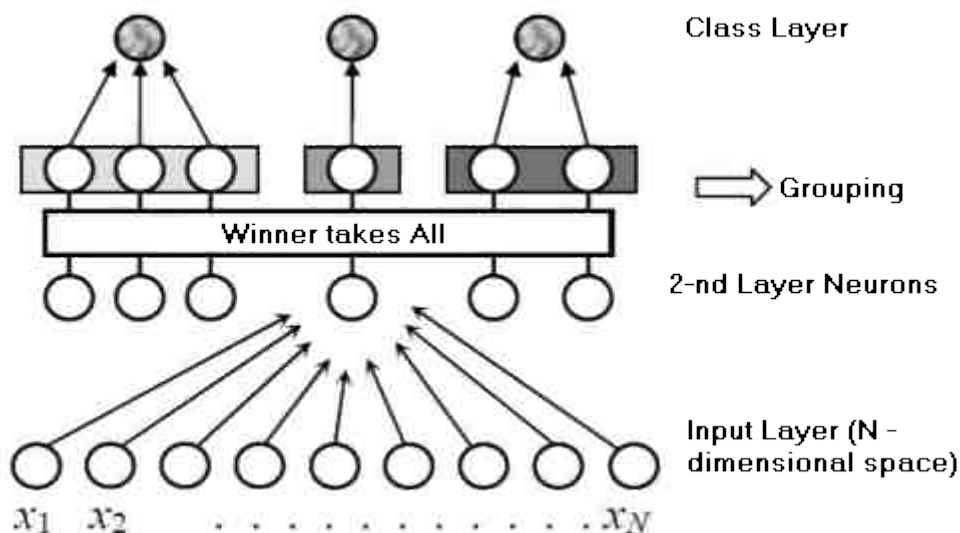 Class Layer
Grouping
Winner takes All
2-nd Layer Neurons
Input Layer (N -
dimensional space)
x1 x2 . . . . . . . . . . . xN